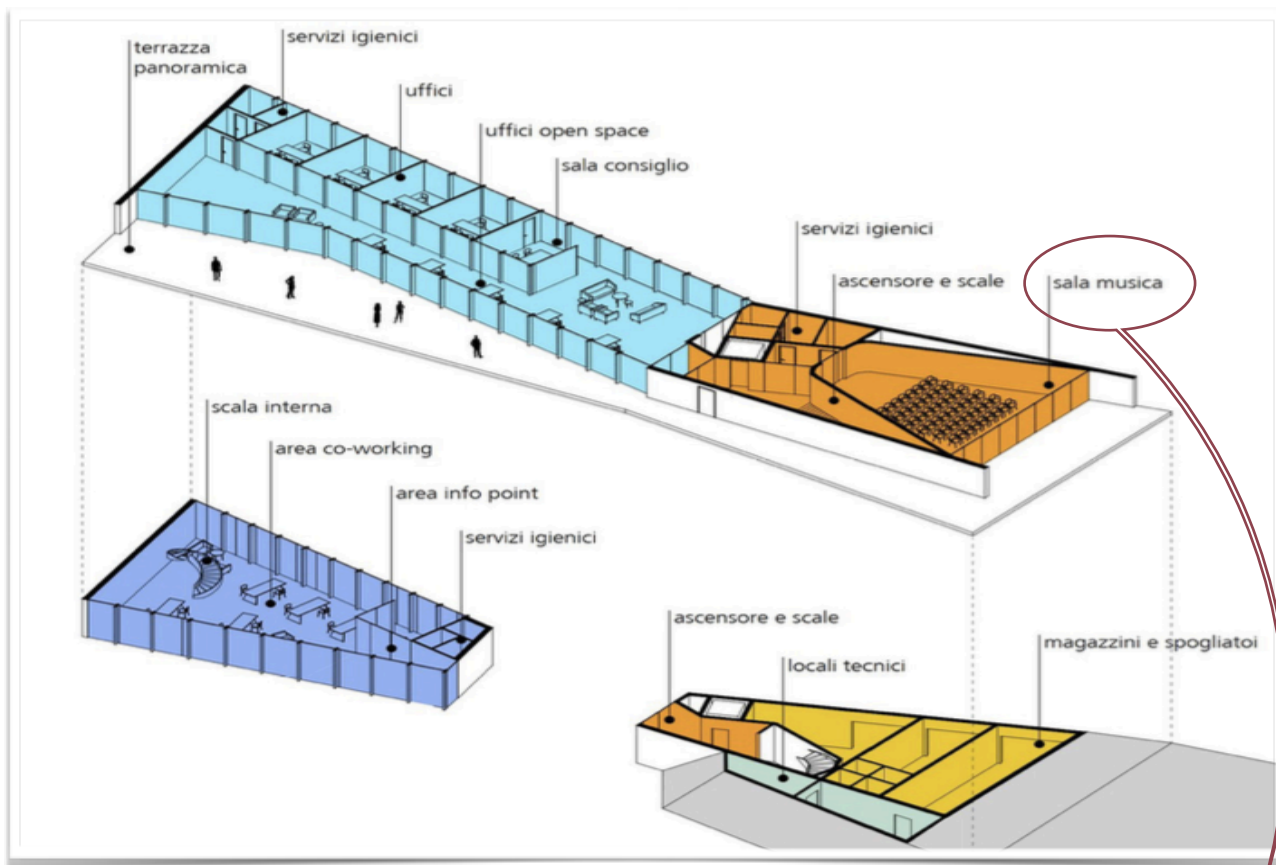 terrazza
panoramica
servizi igienici
uffici
uffici open space
sala consiglio
servizi igienici
ascensore e scale
sala musica
scala interna
area co-working
area info point
servizi igienici
ascensore e scale
locali tecnici
magazzini e spogliatoi